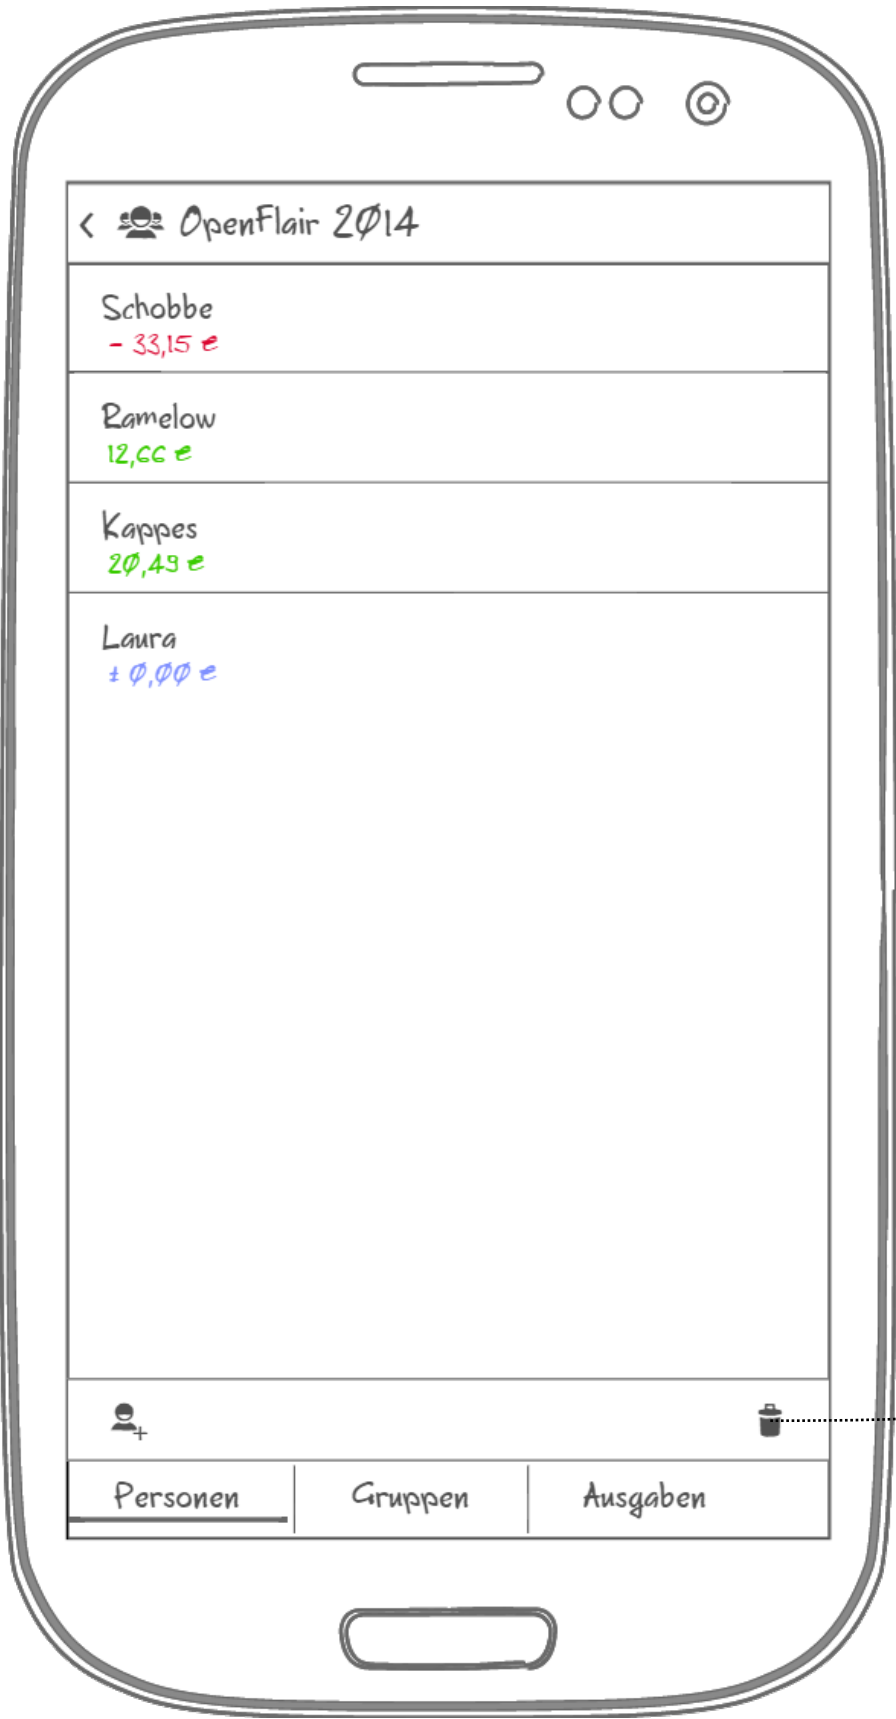 OpenFlair 2014
Schobbe
- 33,15 €
Ramelow
12,66 €
Kappes
20,49 €
Laura
± 0,00 €
Personen
Gruppen
Ausgaben